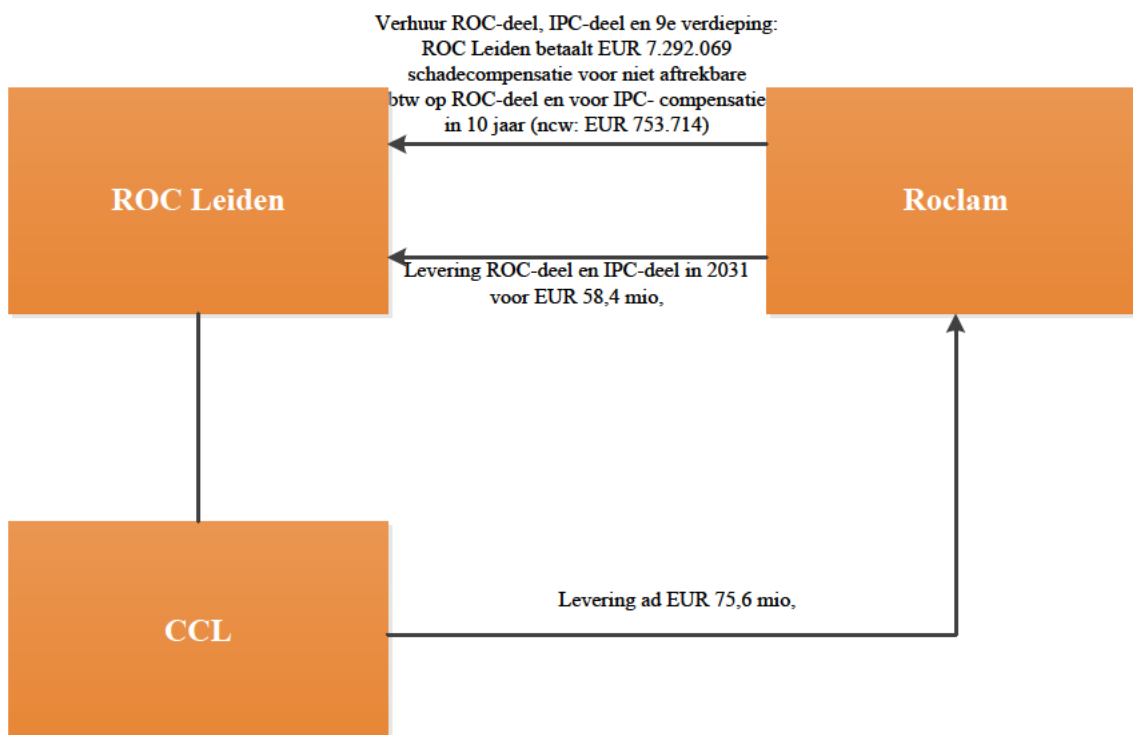 Verhuur ROC-deel, IPC-deel en 9e verdieping:
ROC Leiden betaalt EUR 7.292.069
schadecompensatie voor niet aftrekbare
btw op ROC-deel en voor IPC- compensatie
in 10 jaar (ncw: EUR 753.714)
ROC Leiden
Roclam
Levering ROC-deel en IPC-deel in 2031
voor EUR 58,4 mio,
Levering ad EUR 75,6 mio,
CCL